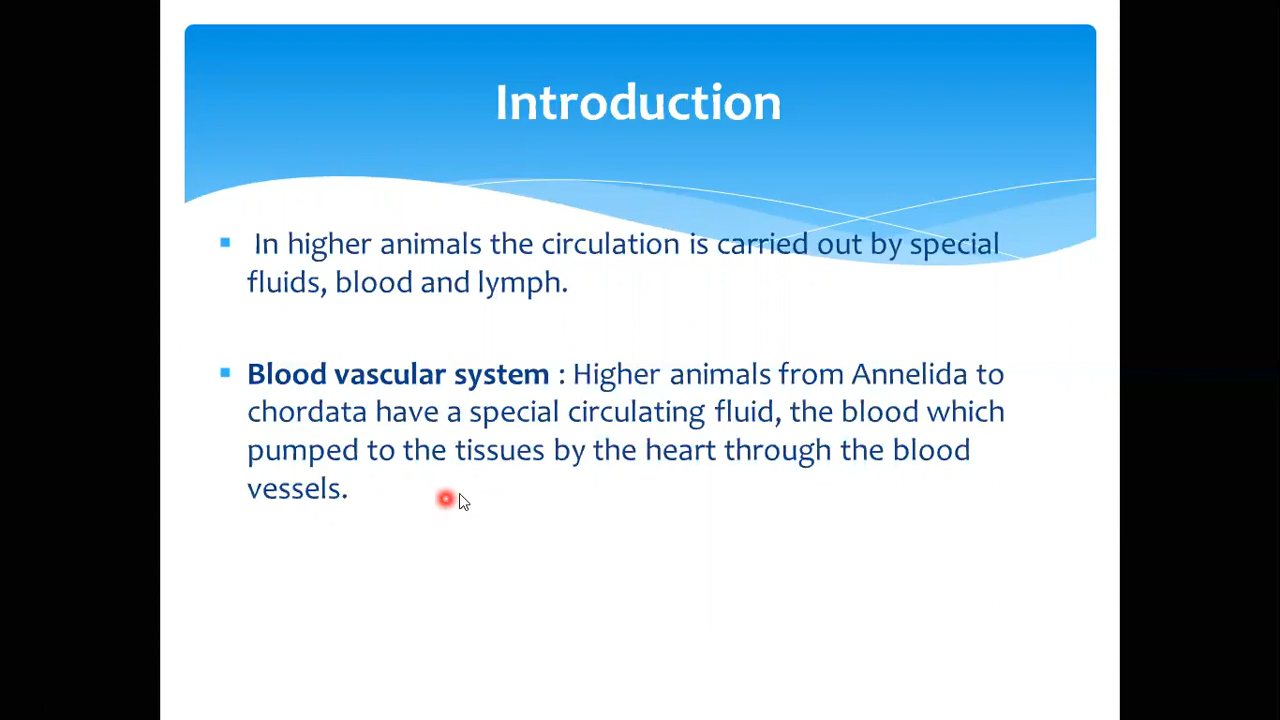 Introduction
In higher animals the circulation is carried out by special
fluids, blood and lymph.
Blood vascular system : Higher animals from Annelida to
chordata have a special circulating fluid, the blood which
pumped to the tissues by the heart through the blood
vessels.